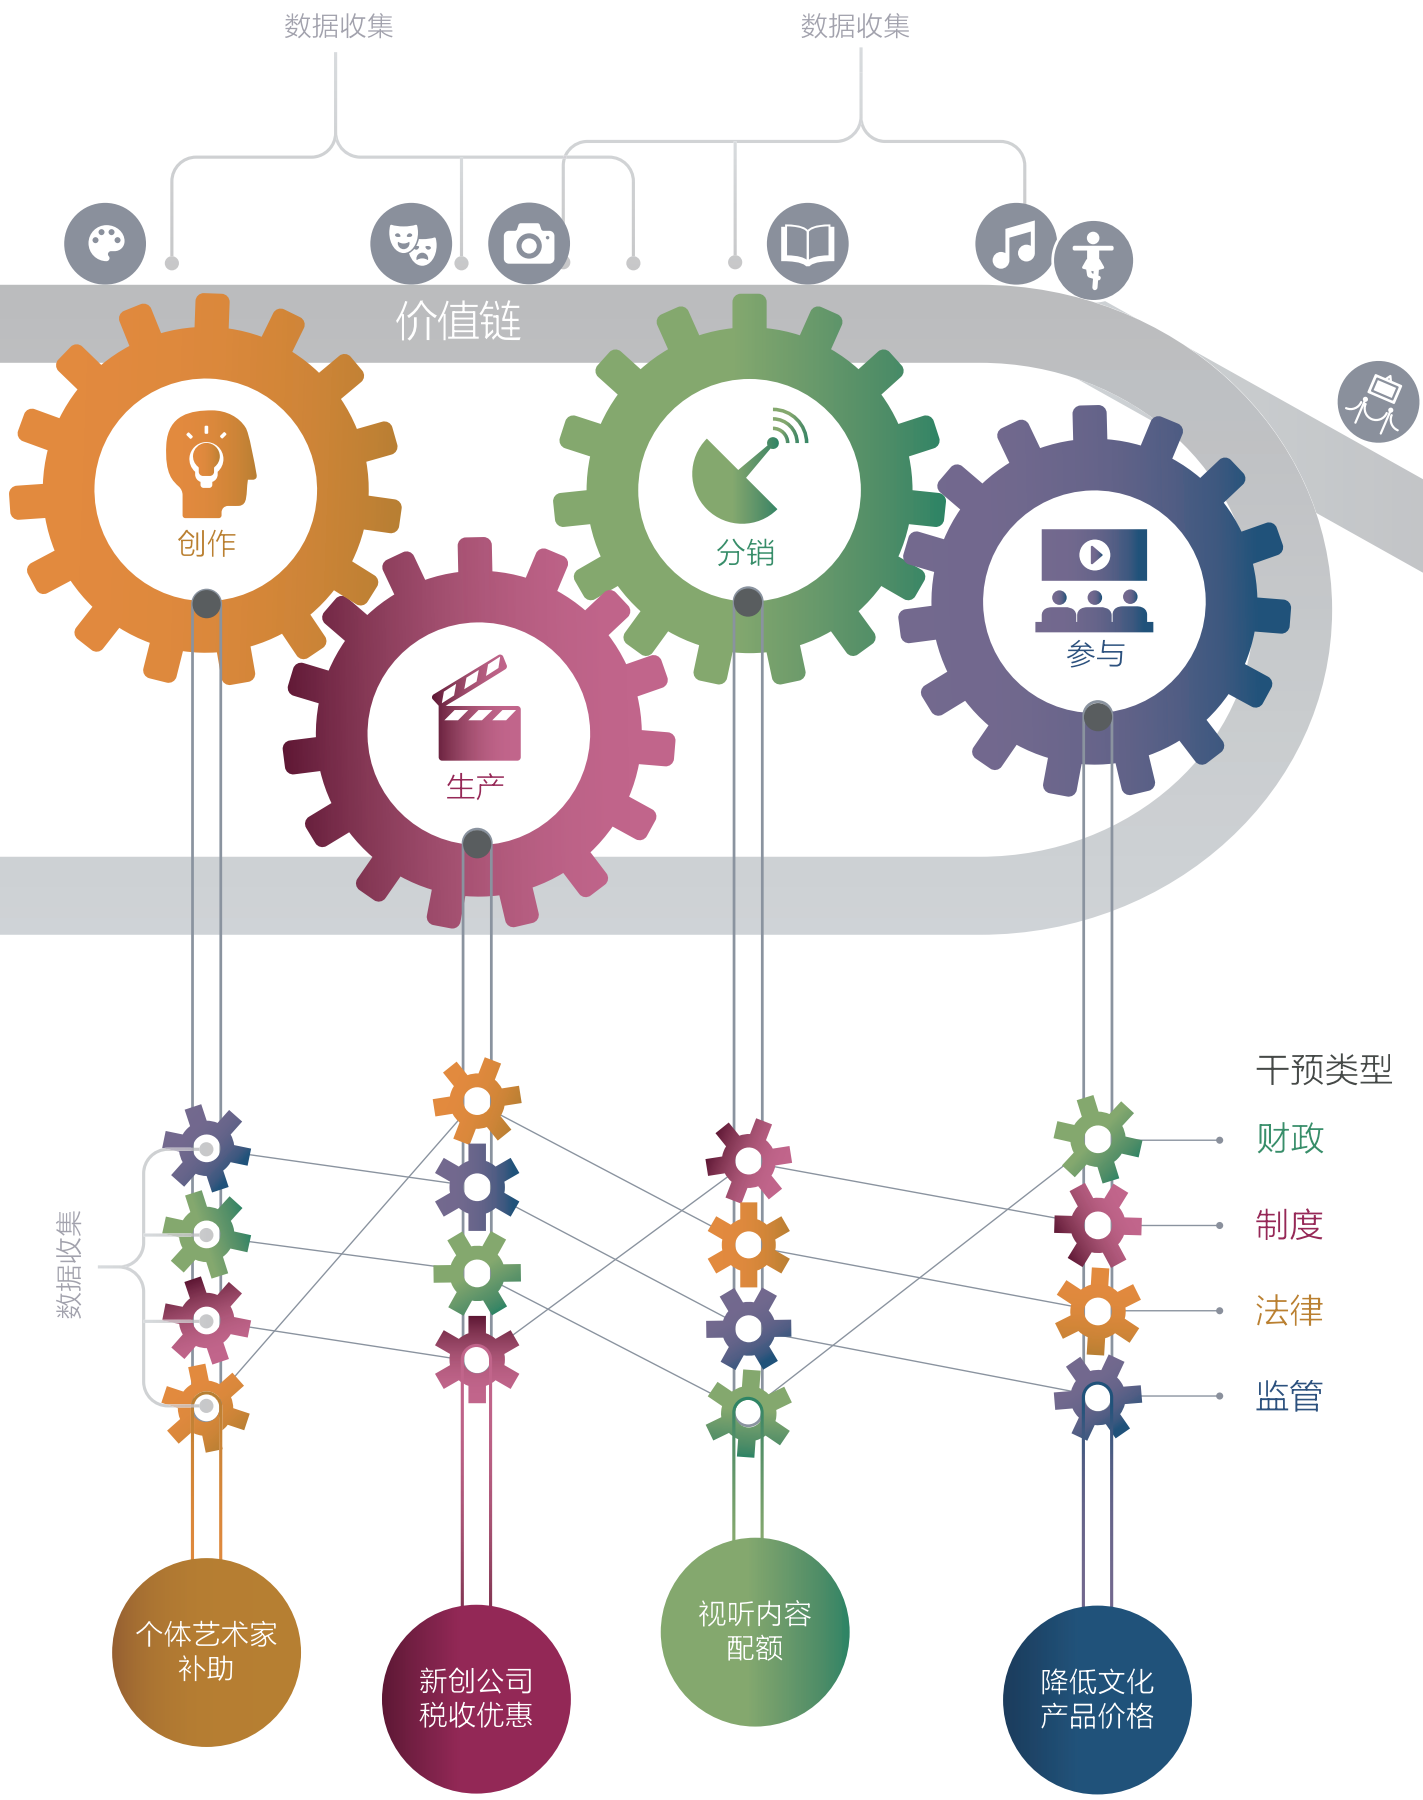 数据收集
数据收集
价值链
创作
分销
参与
生产
干预类型
财政
制度
法律
监管
数据收集
个体艺术家
补助
新创公司
税收优惠
视听内容
配额
降低文化
产品价格